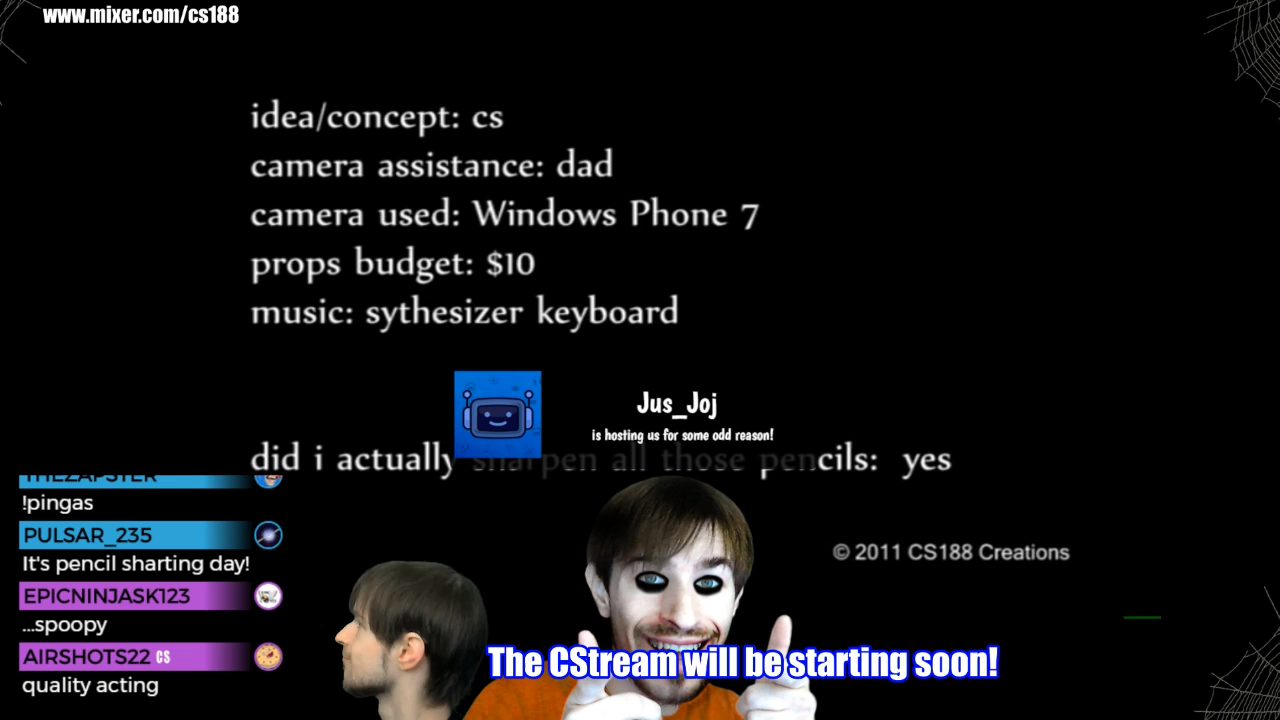 www.mixer.com/cs188
idea/concept: cs
camera assistance: dad
camera used: Windows Phone 7
props budget: $10
music: sythesizer keyboard
Jus_Joj
is hosting us for some odd reason!
did i actually sharpen all those pencils: yes
THEZAPSTER
!pingas
PULSAR_235
It's pencil sharting day!
© 2011 CS188 Creations
EPICNINJASK123
...spoopy
AIRSHOTS22 CS
quality acting
The CStream will be starting soon!